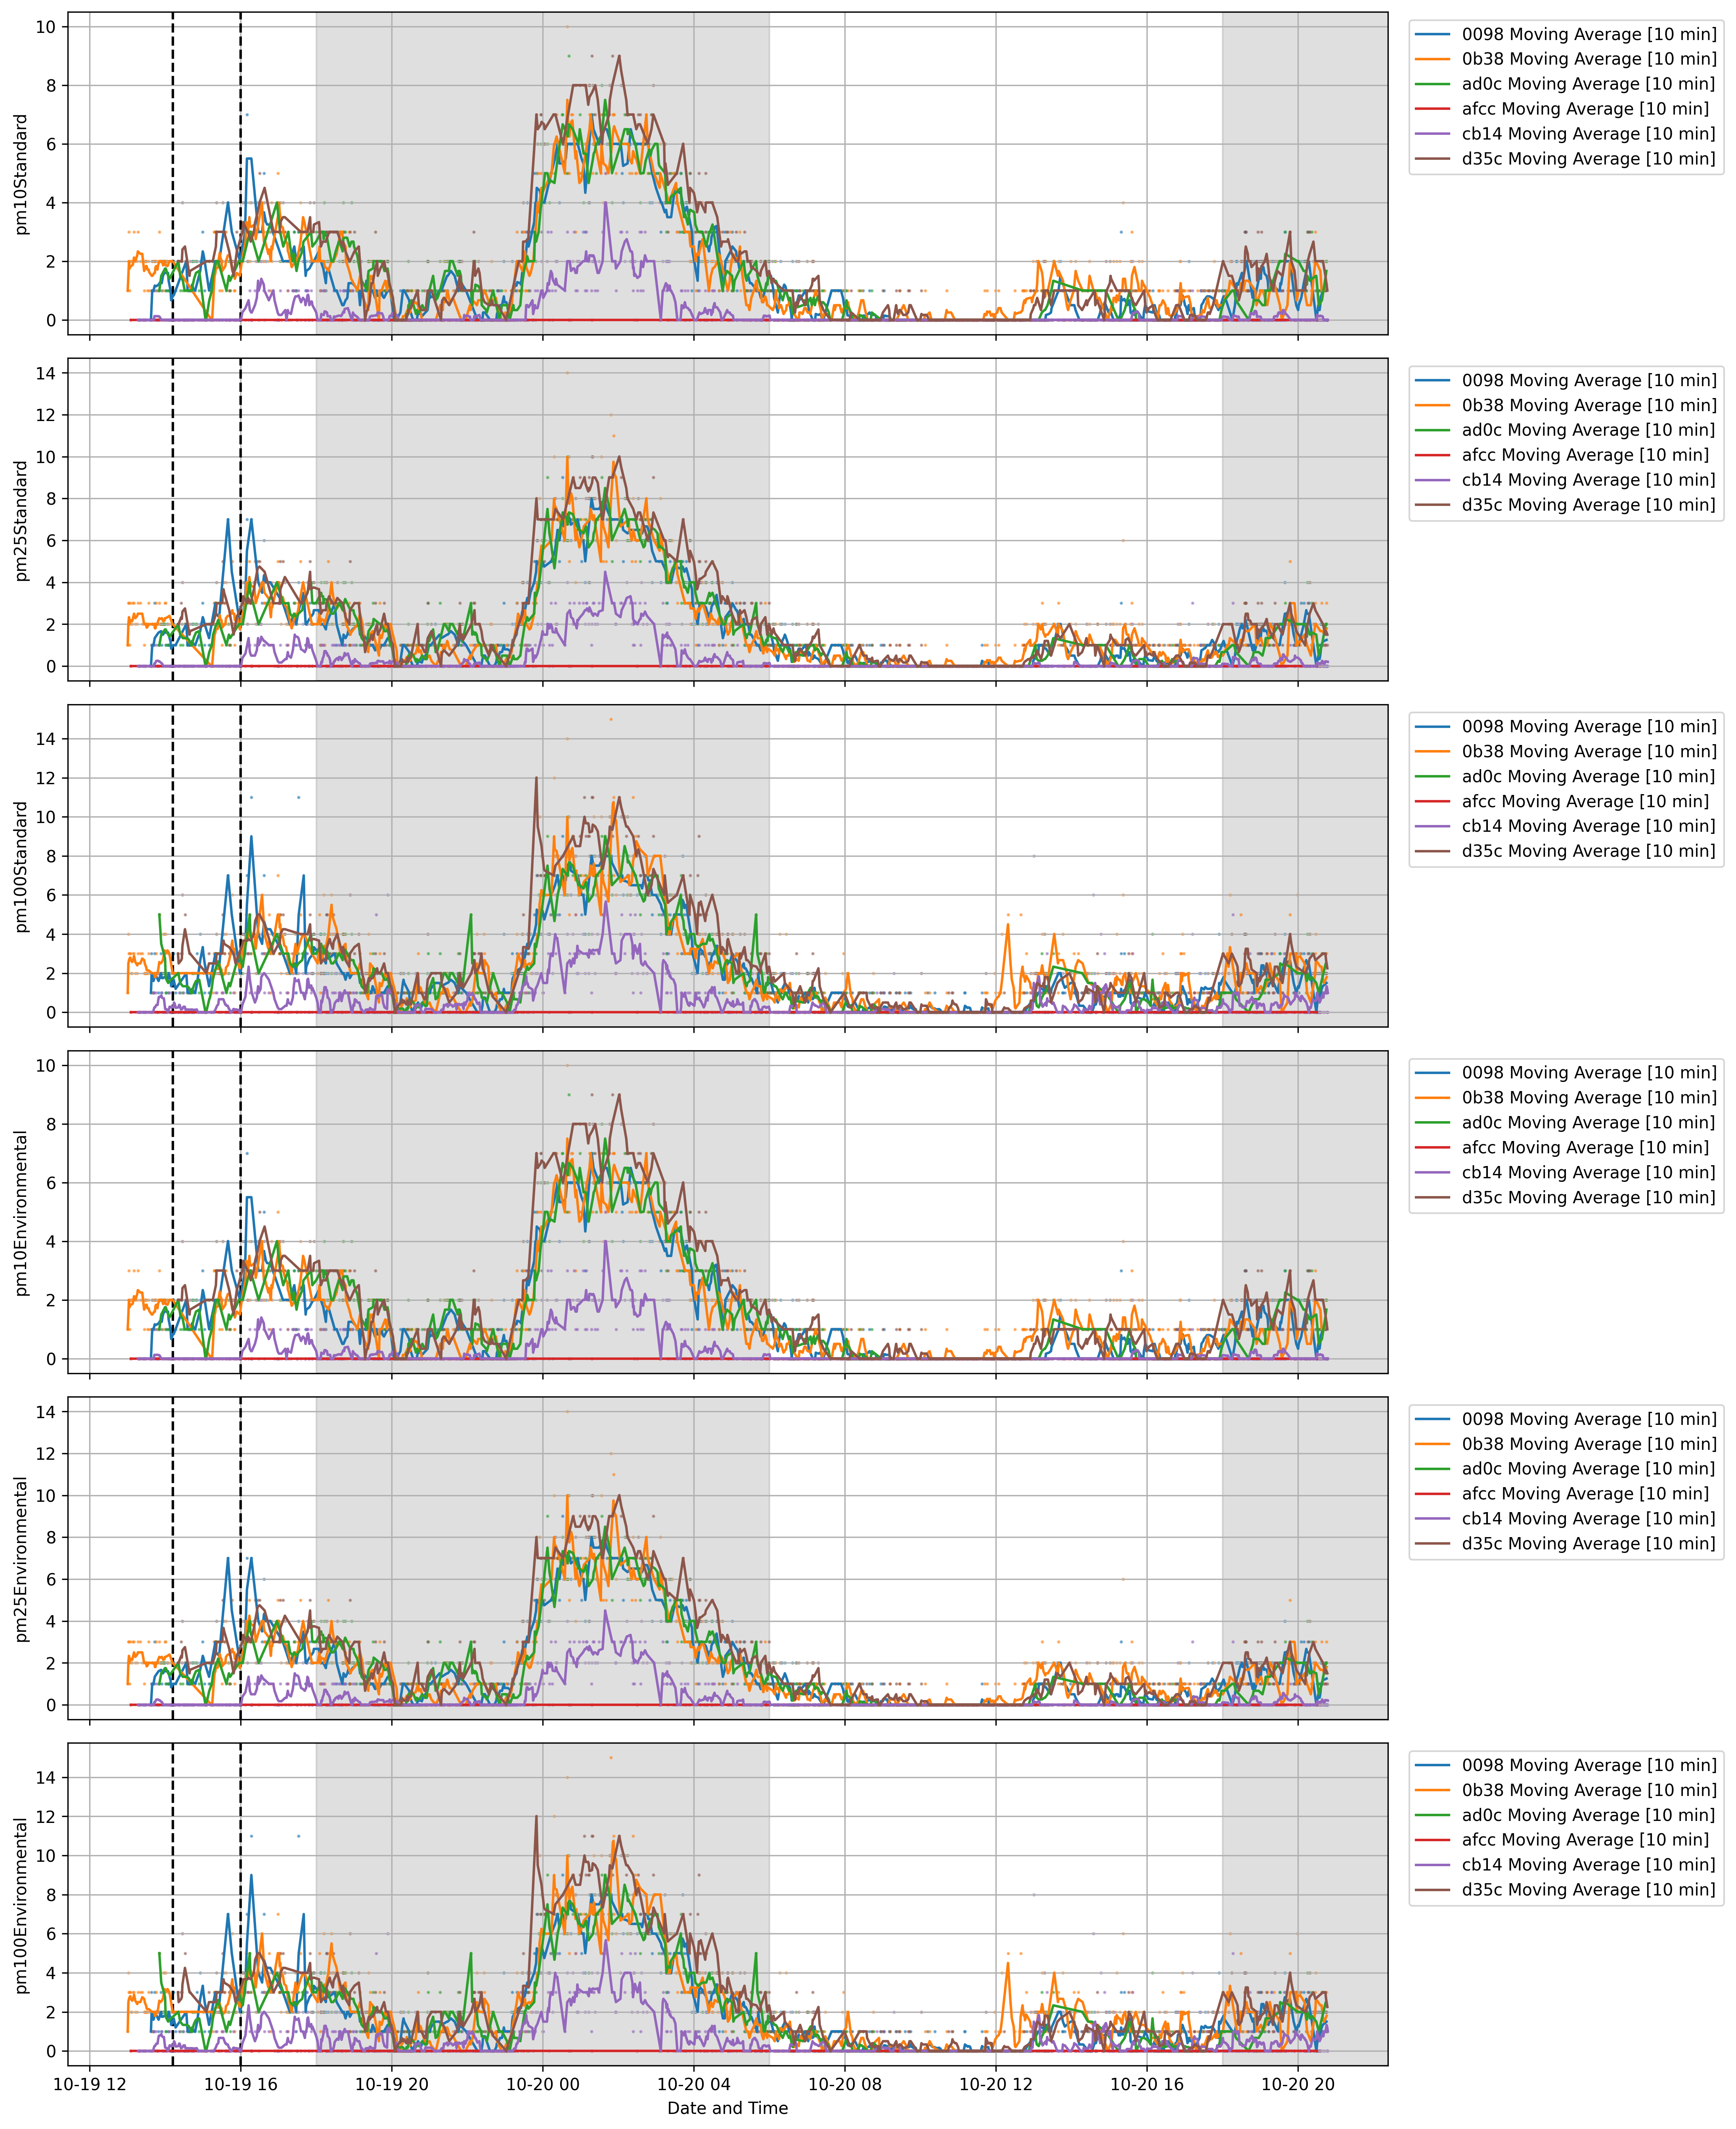 10
8
6
4
2
0
pm10Standard
0098 Moving Average [10 min]
0b38 Moving Average [10 min]
ad0c Moving Average [10 min]
afcc Moving Average [10 min]
cb14 Moving Average [10 min]
d35c Moving Average [10 min]
14
12
10
8
6
4
2
0
pm25Standard
0098 Moving Average [10 min]
0b38 Moving Average [10 min]
ad0c Moving Average [10 min]
afcc Moving Average [10 min]
cb14 Moving Average [10 min]
d35c Moving Average [10 min]
14
12
10
8
6
4
2
0
pm100Standard
0098 Moving Average [10 min]
0b38 Moving Average [10 min]
ad0c Moving Average [10 min]
afcc Moving Average [10 min]
cb14 Moving Average [10 min]
d35c Moving Average [10 min]
10
8
6
4
2
0
pm10Environmental
0098 Moving Average [10 min]
0b38 Moving Average [10 min]
ad0c Moving Average [10 min]
afcc Moving Average [10 min]
cb14 Moving Average [10 min]
d35c Moving Average [10 min]
14
12
10
8
6
4
2
0
pm25Environmental
0098 Moving Average [10 min]
0b38 Moving Average [10 min]
ad0c Moving Average [10 min]
afcc Moving Average [10 min]
cb14 Moving Average [10 min]
d35c Moving Average [10 min]
14
12
10
8
6
4
2
0
pm100Environmental
0098 Moving Average [10 min]
0b38 Moving Average [10 min]
ad0c Moving Average [10 min]
afcc Moving Average [10 min]
cb14 Moving Average [10 min]
d35c Moving Average [10 min]
10-19 12 10-19 16 10-19 20 10-20 00 10-20 04 10-20 08 10-20 12 10-20 16 10-20 20
Date and Time